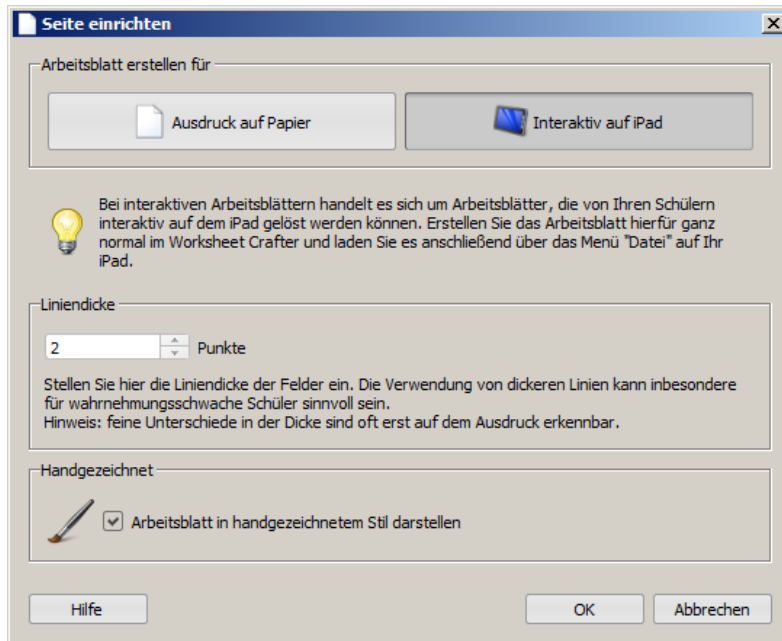 Seite einrichten
Arbeitsblatt erstellen für
Ausdruck auf Papier
Interaktiv auf iPad
Bei interaktiven Arbeitsblättern handelt es sich um Arbeitsblätter, die von Ihren Schülern
interaktiv auf dem iPad gelöst werden können. Erstellen Sie das Arbeitsblatt hierfür ganz
normal im Worksheet Crafter und laden Sie es anschließend über das Menü "Datei" auf Ihr
iPad.
Liniendicke
2 Punkte
Stellen Sie hier die Liniendicke der Felder ein. Die Verwendung von dickeren Linien kann inbesondere
für wahrnehmungsschwache Schüler sinnvoll sein.
Hinweis: feine Unterschiede in der Dicke sind oft erst auf dem Ausdruck erkennbar.
Handgezeichnet
Arbeitsblatt in handgezeichnetem Stil darstellen
Hilfe
OK
Abbrechen